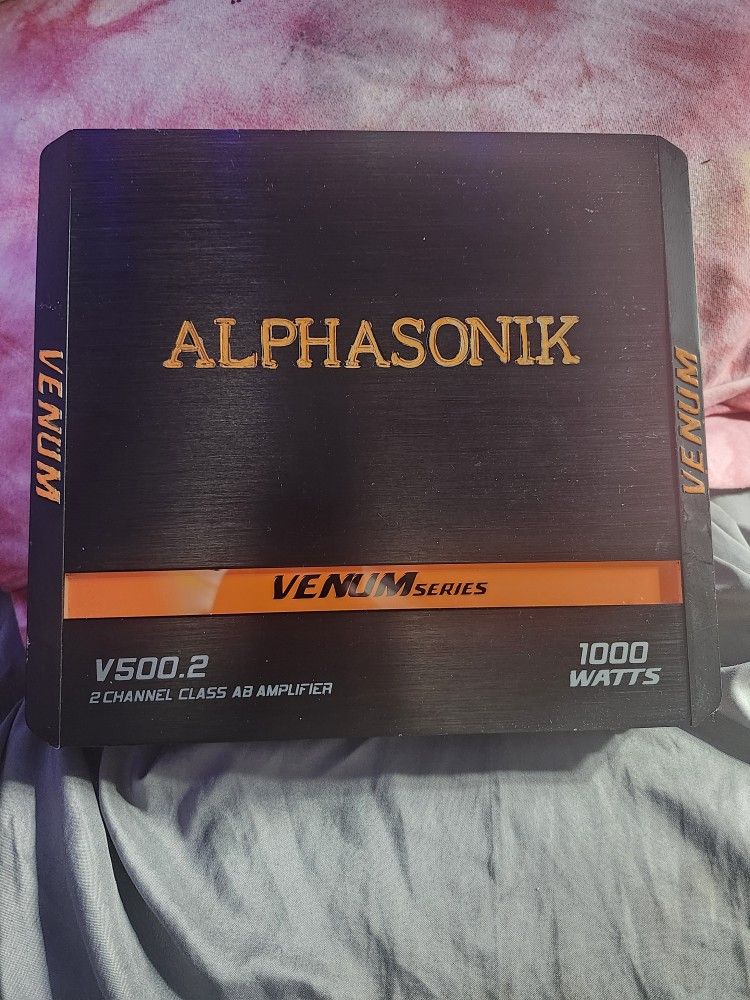 ALPHASONIK
VENUM
VENUM
VENUM SERIES
V500.2
2 CHANNEL CLASS AB AMPLIFIER
1000
WATTS